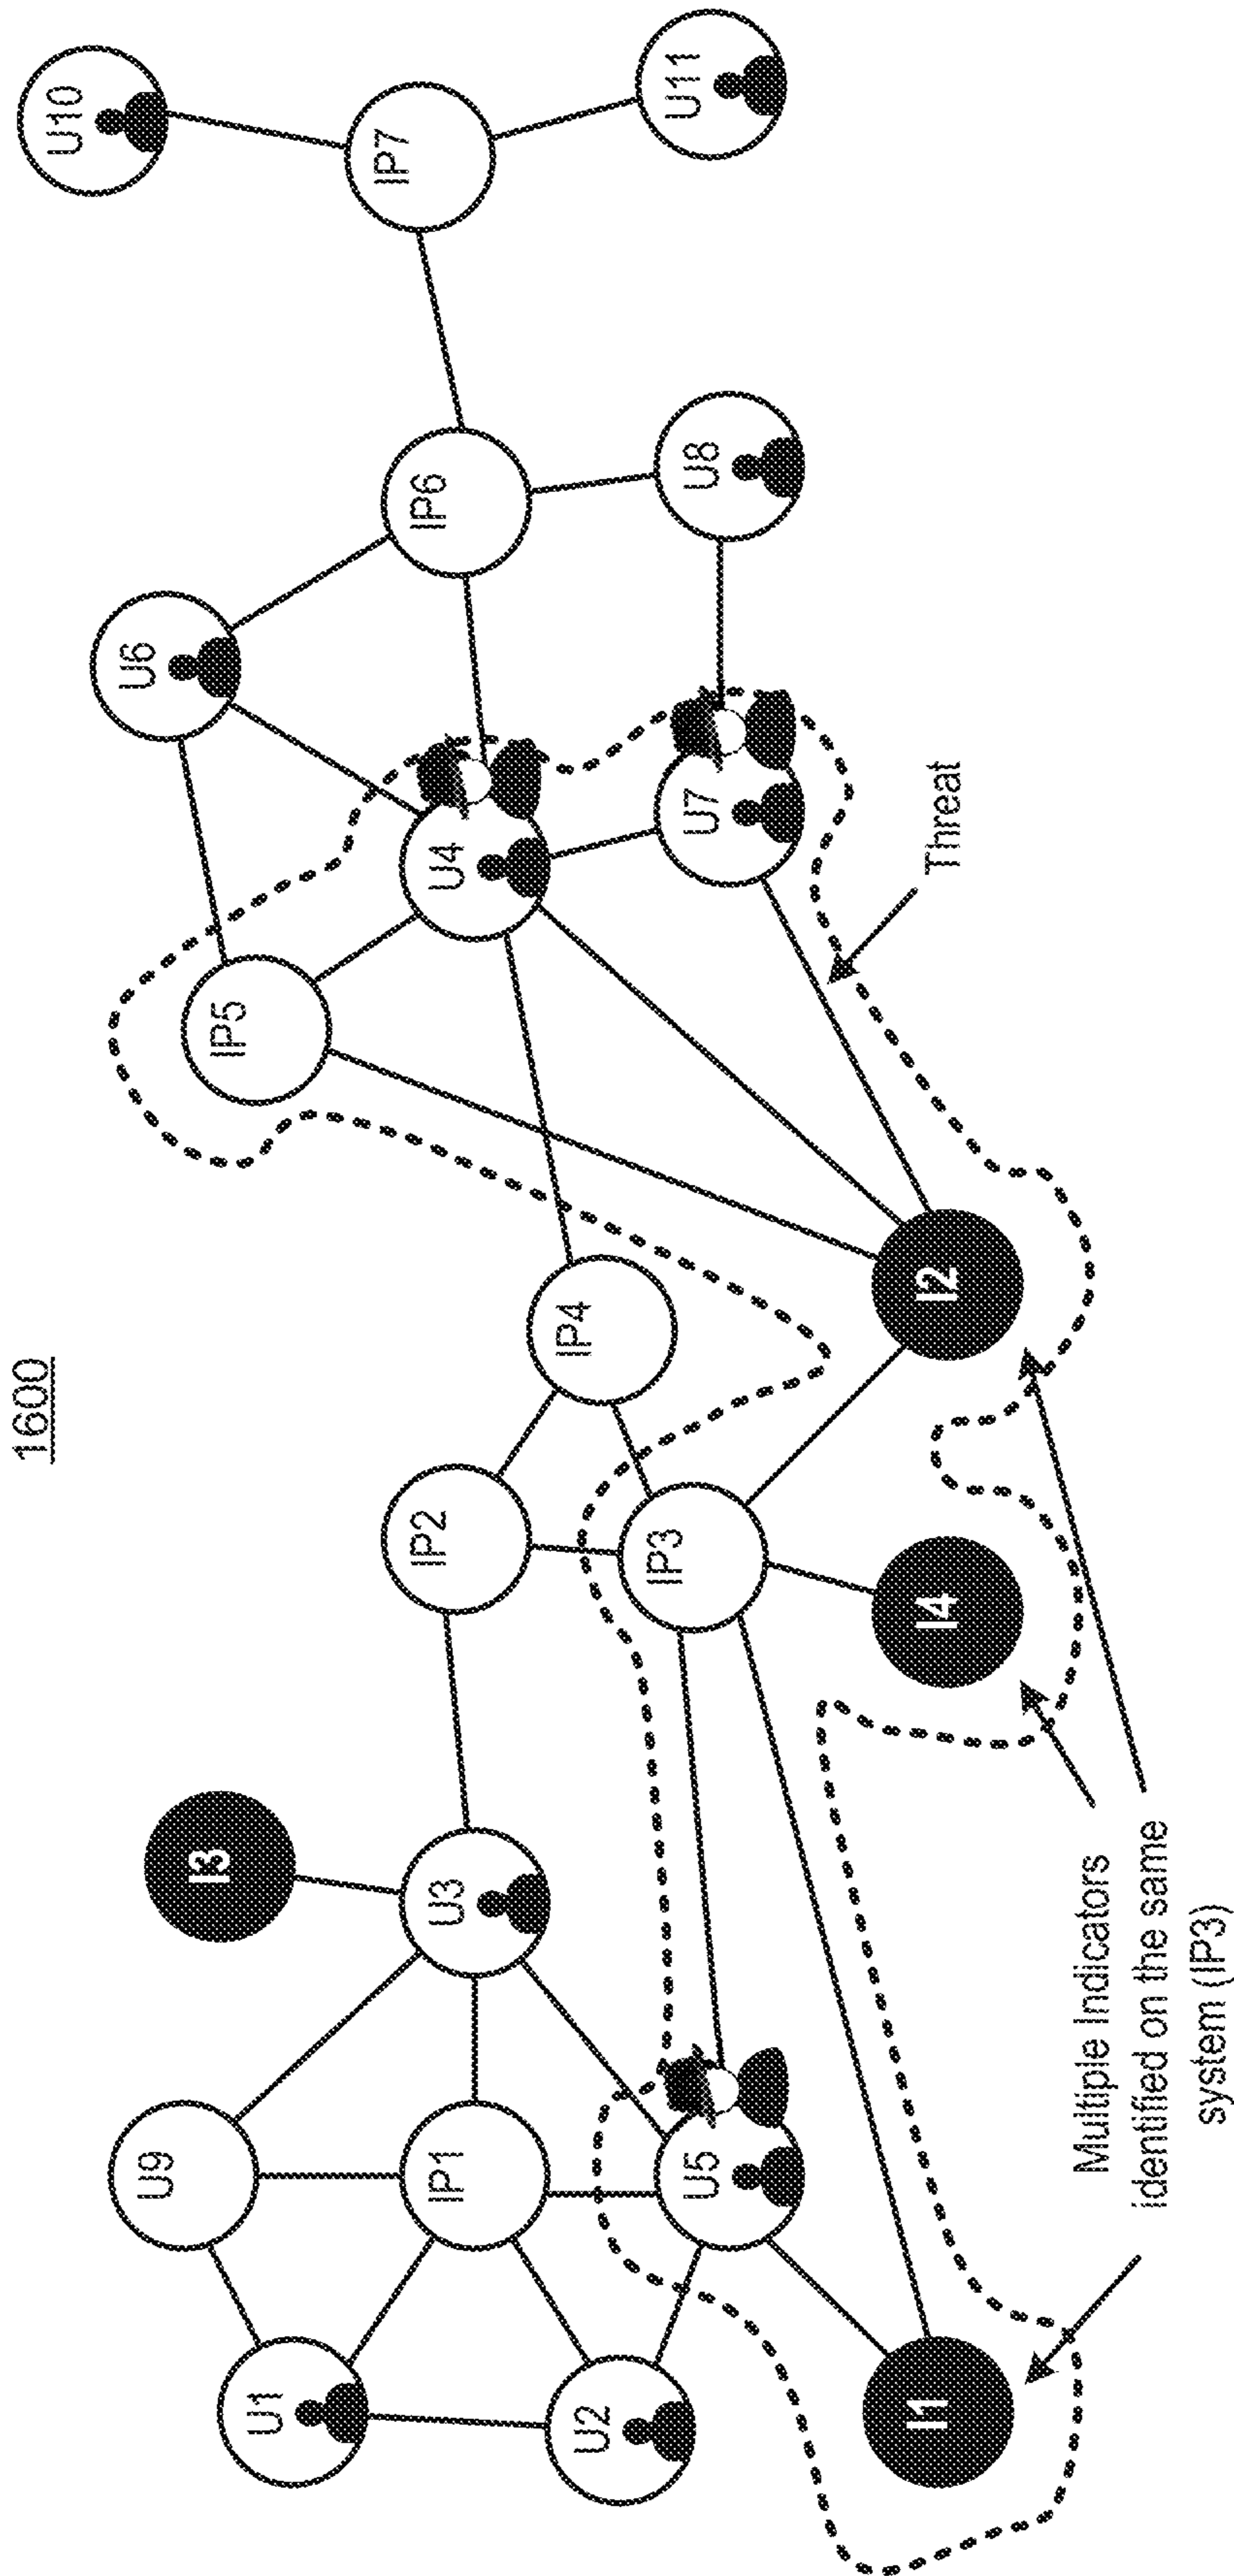 1600
U10
U6
U9
I3
IP5
U1
IP7
IP1
U3
IP2
U4
IP6
IP4
U2
IP3
U5
U7
U8
U11
I1
I4
I2
Threat
Multiple Indicators
identified on the same
system (IP3)